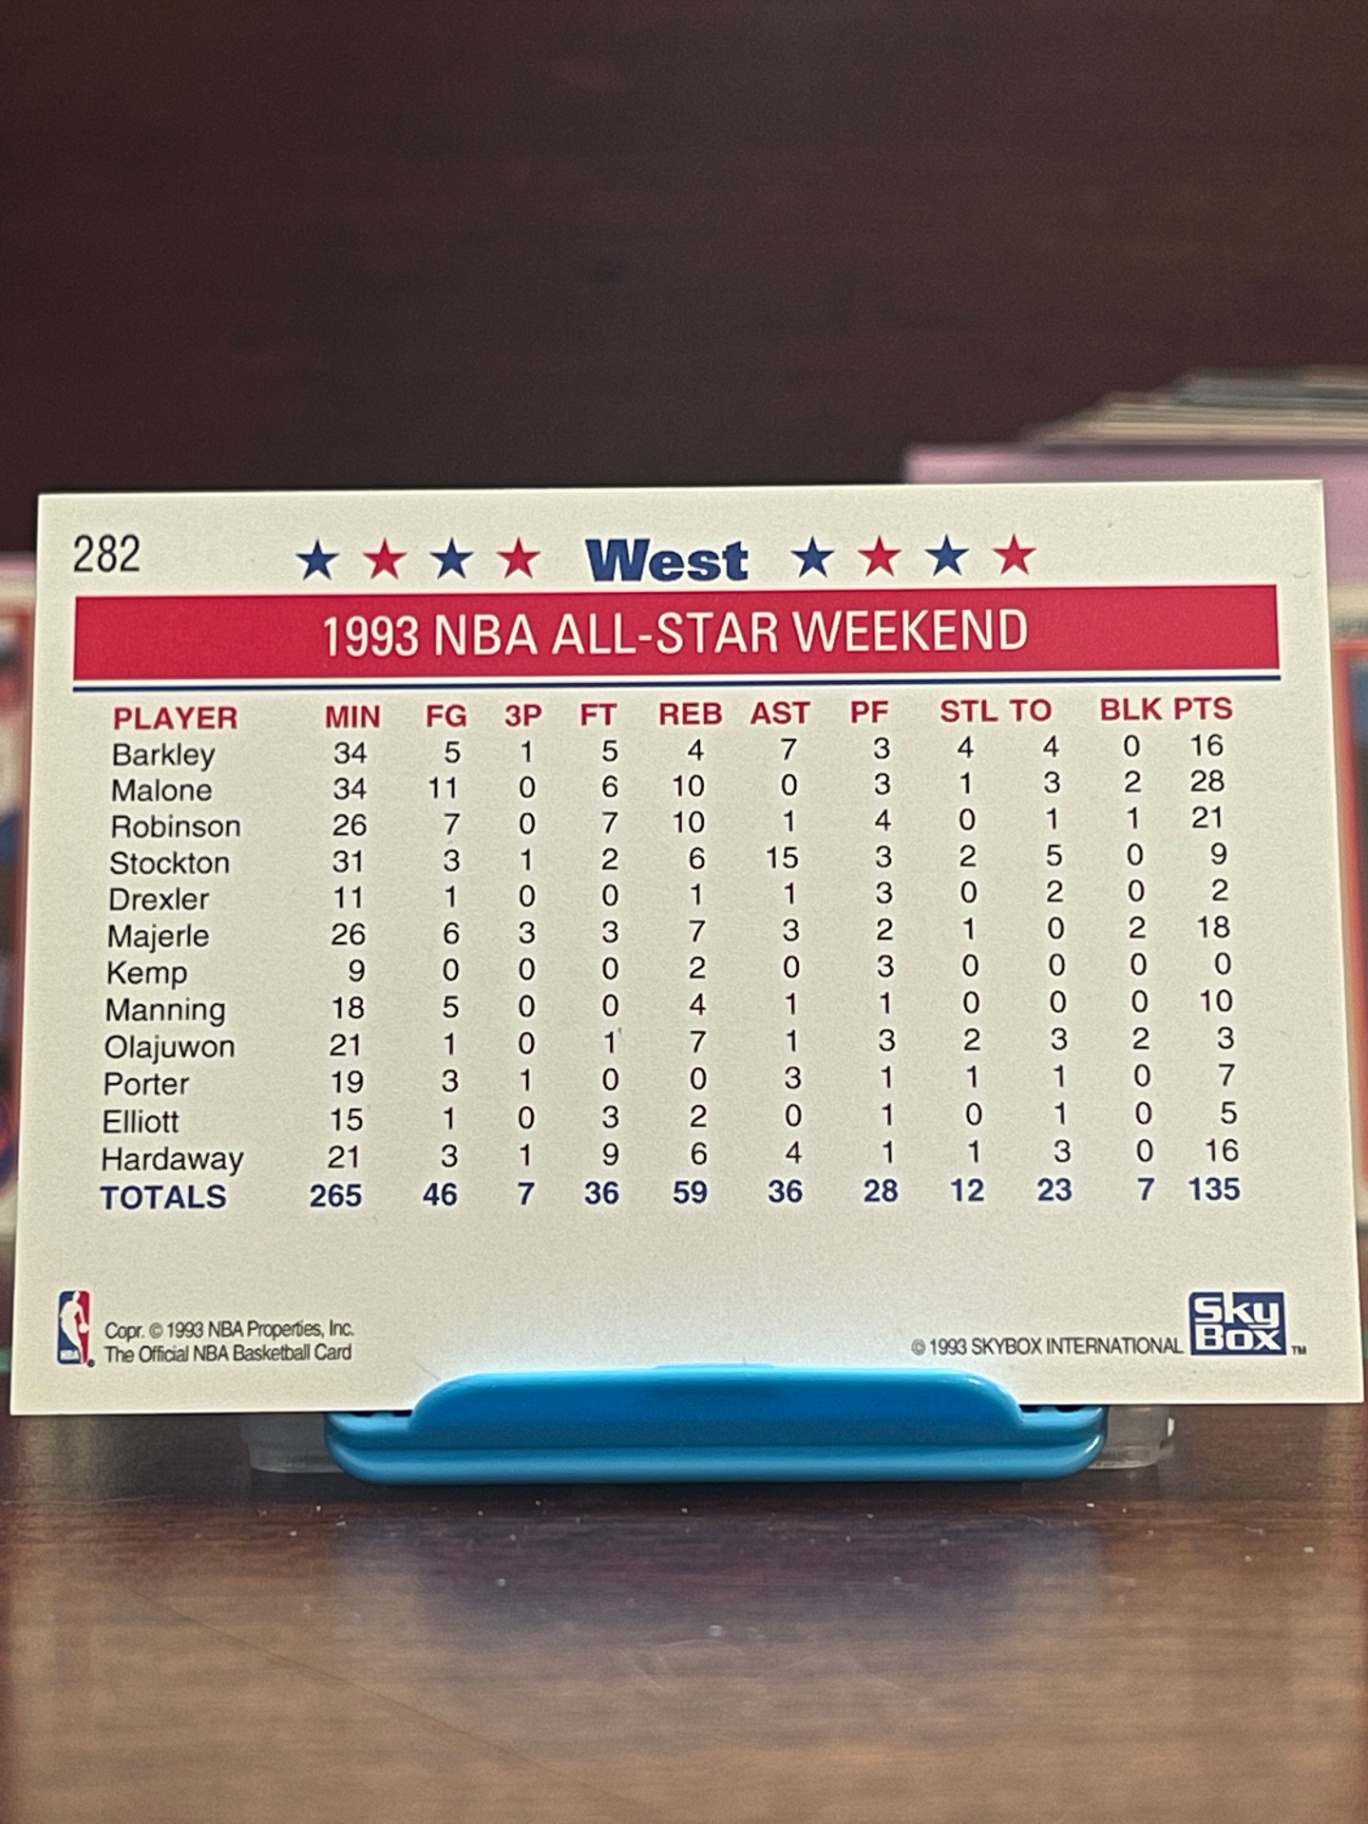 282
★ ★ ★ ★ West ★ ★ ★ ★
1993 NBA ALL-STAR WEEKEND
PLAYER MIN FG 3P FT REB AST PF STL TO BLK PTS
Barkley 34 5 1 5 4 7 3 4 4 0 16
Malone 34 11 0 6 10 0 3 1 3 2 28
Robinson 26 7 0 7 10 1 4 0 1 1 21
Stockton 31 3 1 2 6 15 3 2 5 0 9
Drexler 11 1 0 0 1 1 3 0 2 0 2
Majerle 26 6 3 3 7 3 2 1 0 2 18
Kemp 9 0 0 0 2 0 3 0 0 0 0
Manning 18 5 0 0 4 1 1 0 0 0 10
Olajuwon 21 1 0 1 7 1 3 2 3 2 3
Porter 19 3 1 0 0 3 1 1 1 0 7
Elliott 15 1 0 3 2 0 1 0 1 0 5
Hardaway 21 3 1 9 6 4 1 1 3 0 16
TOTALS 265 46 7 36 59 36 28 12 23 7 135
NBA
Copr. © 1993 NBA Properties, Inc.
The Official NBA Basketball Card
© 1993 SKYBOX INTERNATIONAL
Sky
Box ™